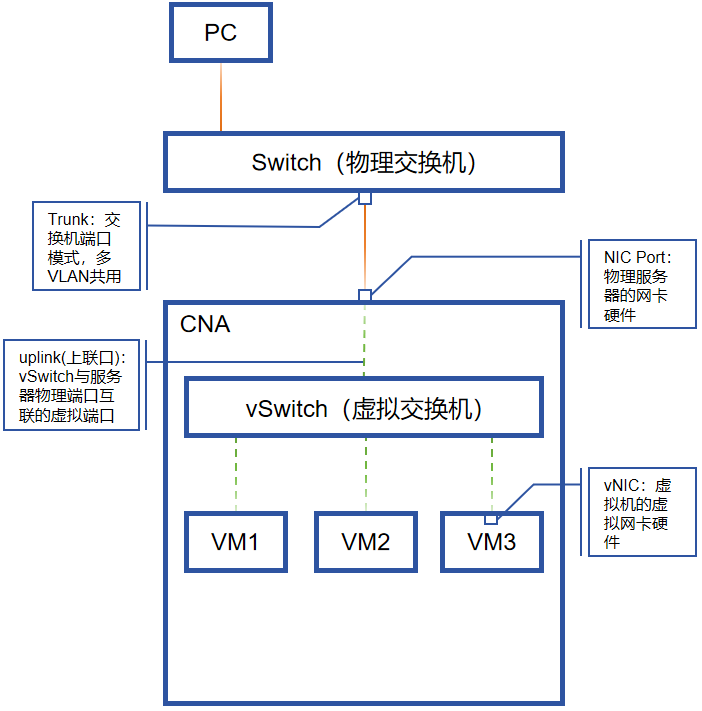 PC
Switch（物理交换机）
Trunk：交
换机端口
模式，多
VLAN共用
NIC Port：
物理服务
器的网卡
硬件
CNA
uplink(上联口)：
vSwitch与服务
器物理端口互
联的虚拟端口
vSwitch（虚拟交换机）
vNIC：虚
拟机的虚
拟网卡硬
件
VM1
VM2
VM3